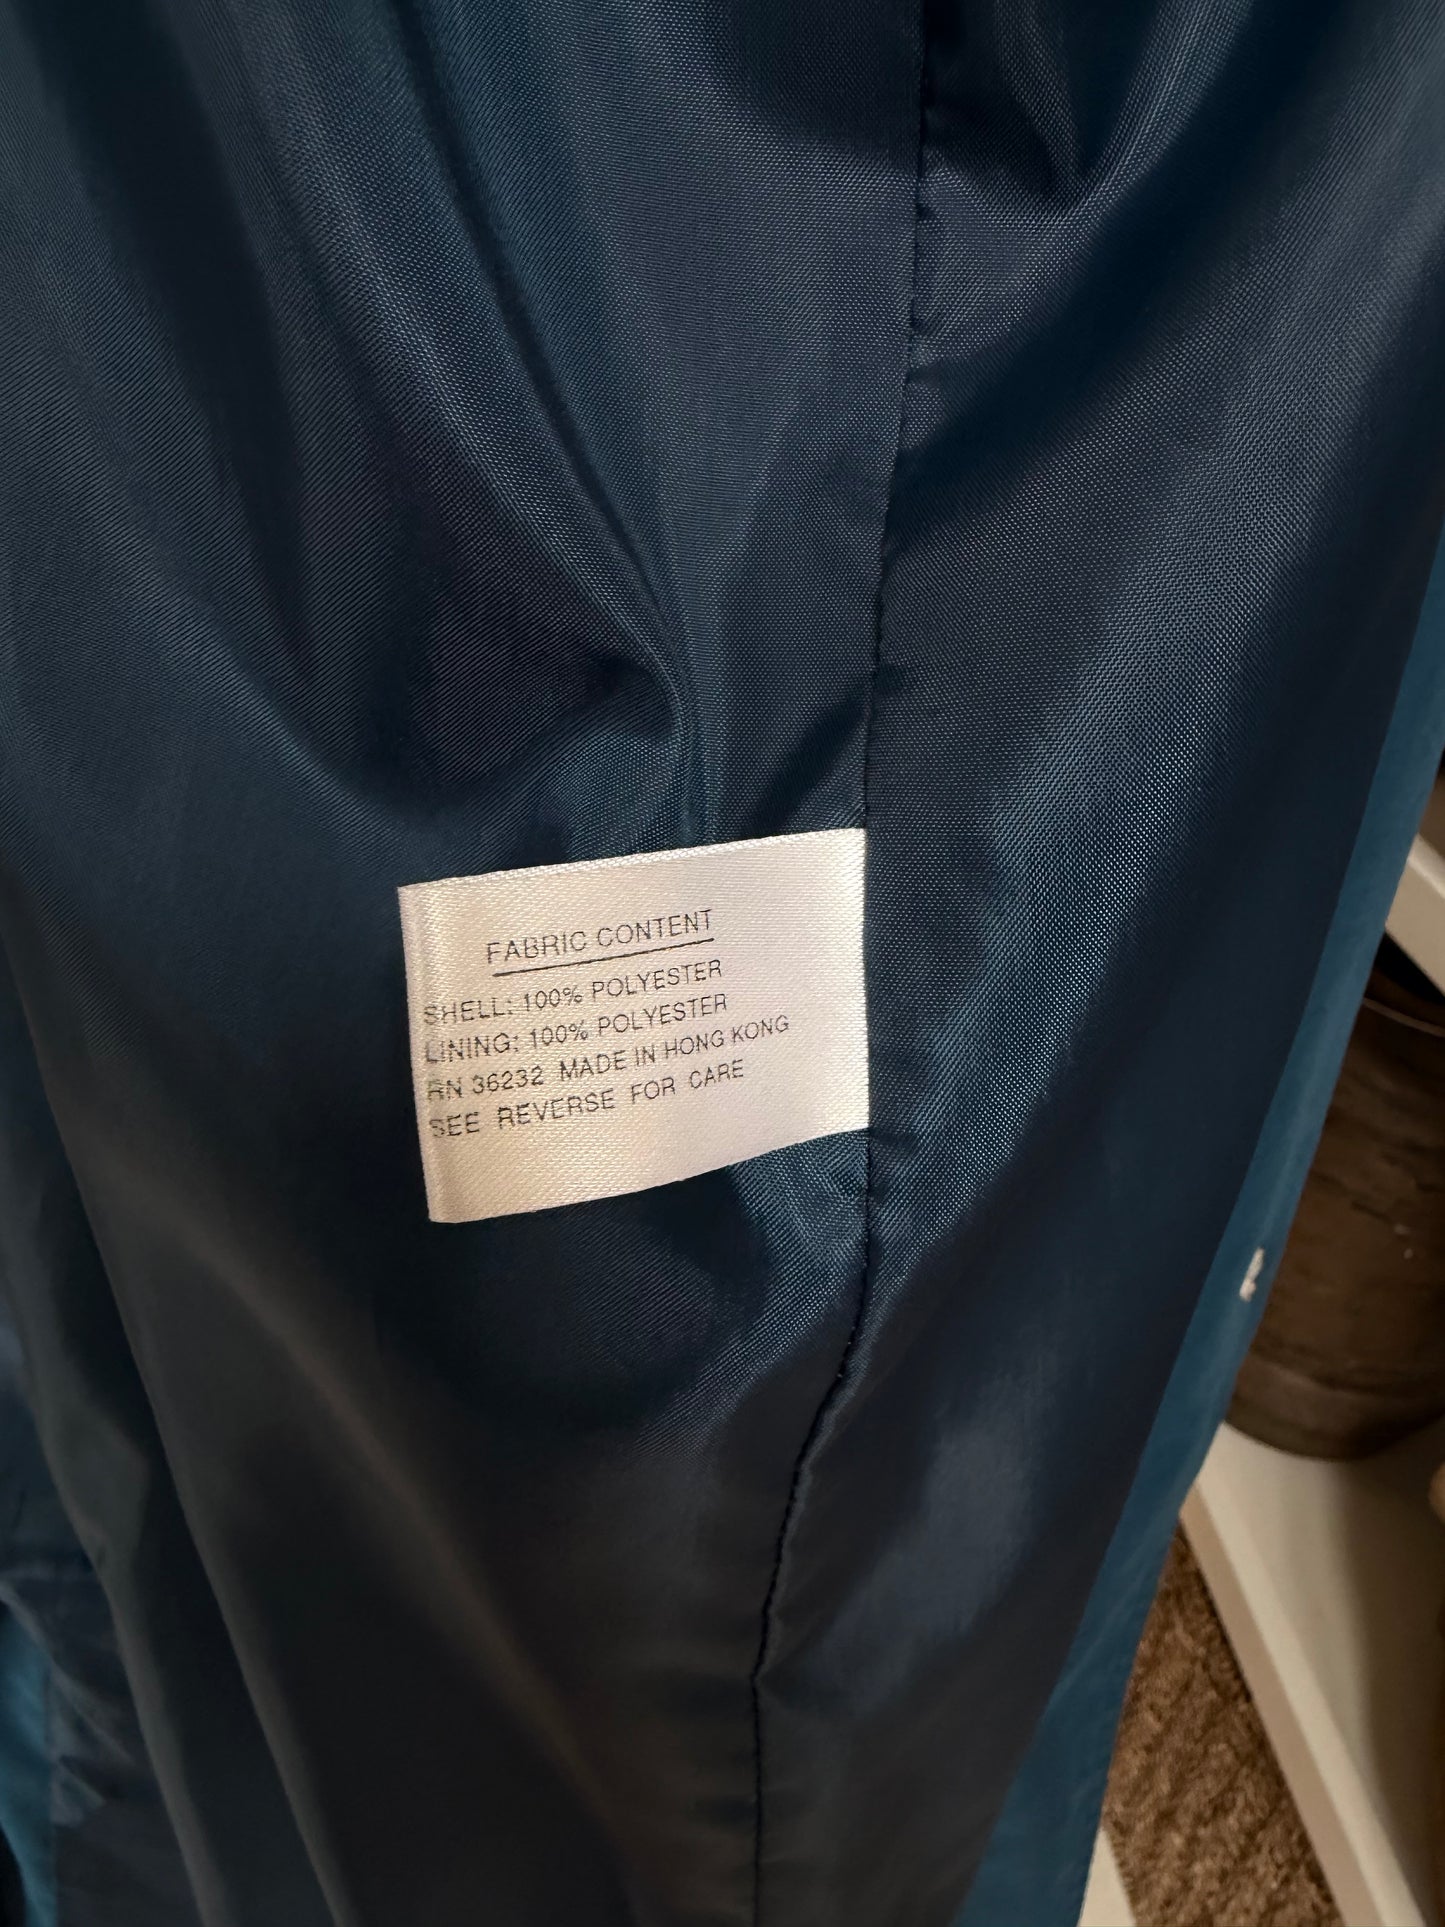 FABRIC CONTENT
SHELL: 100% POLYESTER
LINING: 100% POLYESTER
RN 36232 MADE IN HONG KONG
SEE REVERSE FOR CARE